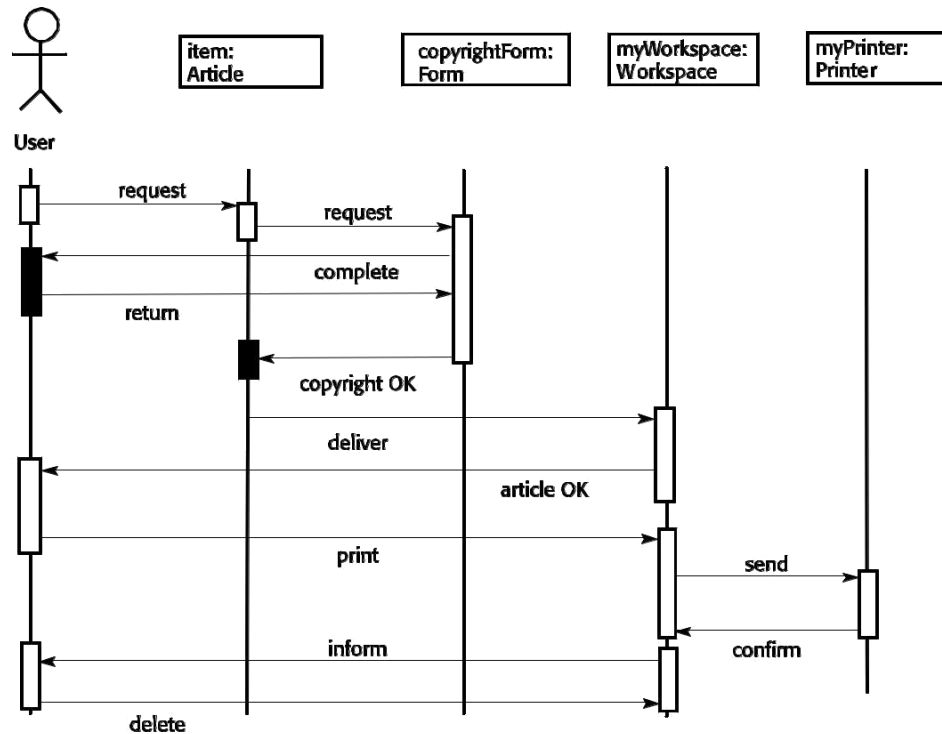 item:
Article
copyrightForm:
Form
myWorkspace:
Workspace
myPrinter:
Printer
User
request
request
complete
return
copyright OK
deliver
article OK
print
send
confirm
inform
delete